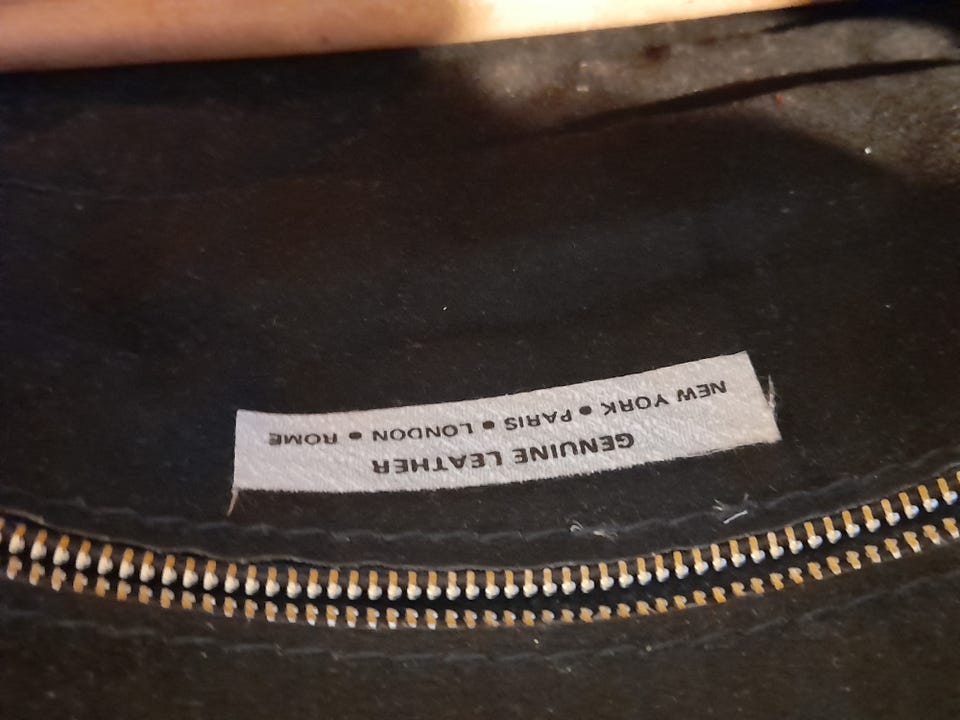 GENUINE LEATHER
NEW YORK • PARIS • LONDON • ROME